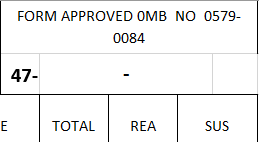 FORM APPROVED 0MB NO 0579-
0084
47- -
E TOTAL REA SUS